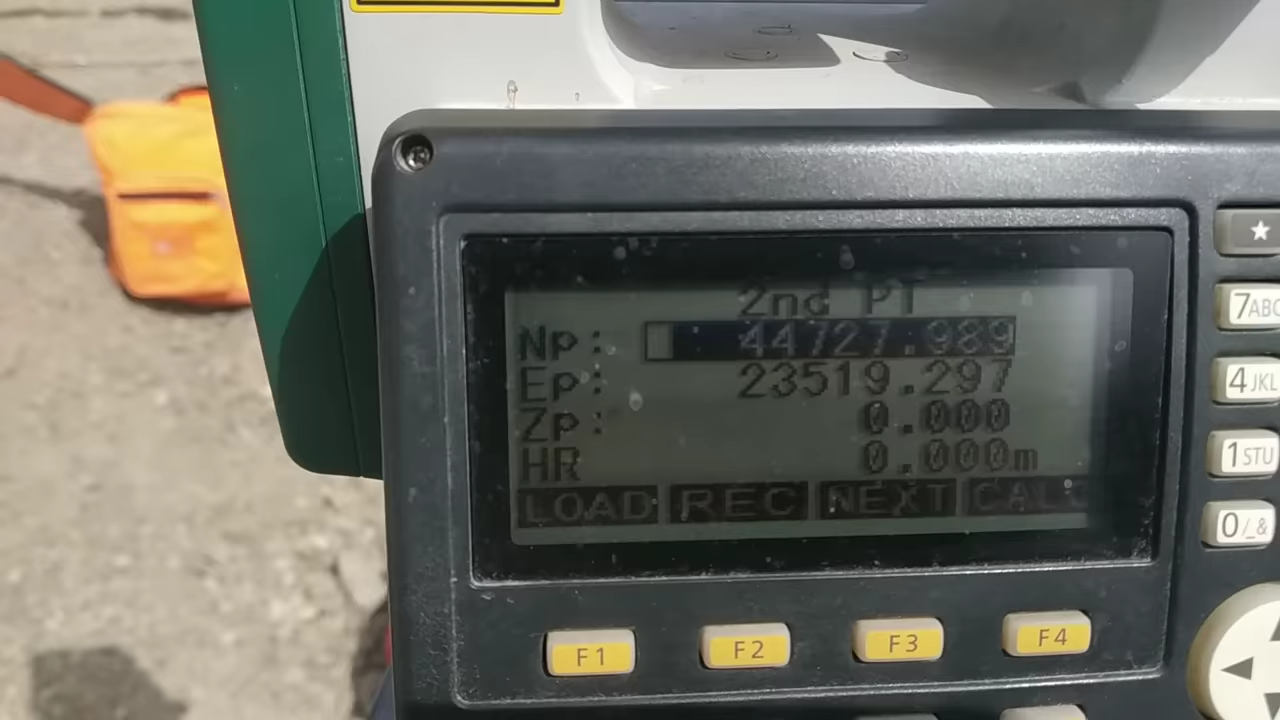 2nd PT
Np: 44727.989
Ep: 23519.297
Zp: 0.000
HR 0.000m
LOAD REC NEXT CALC
F1 F2 F3 F4
★
7ABC
4JKL
1STU
0/_&